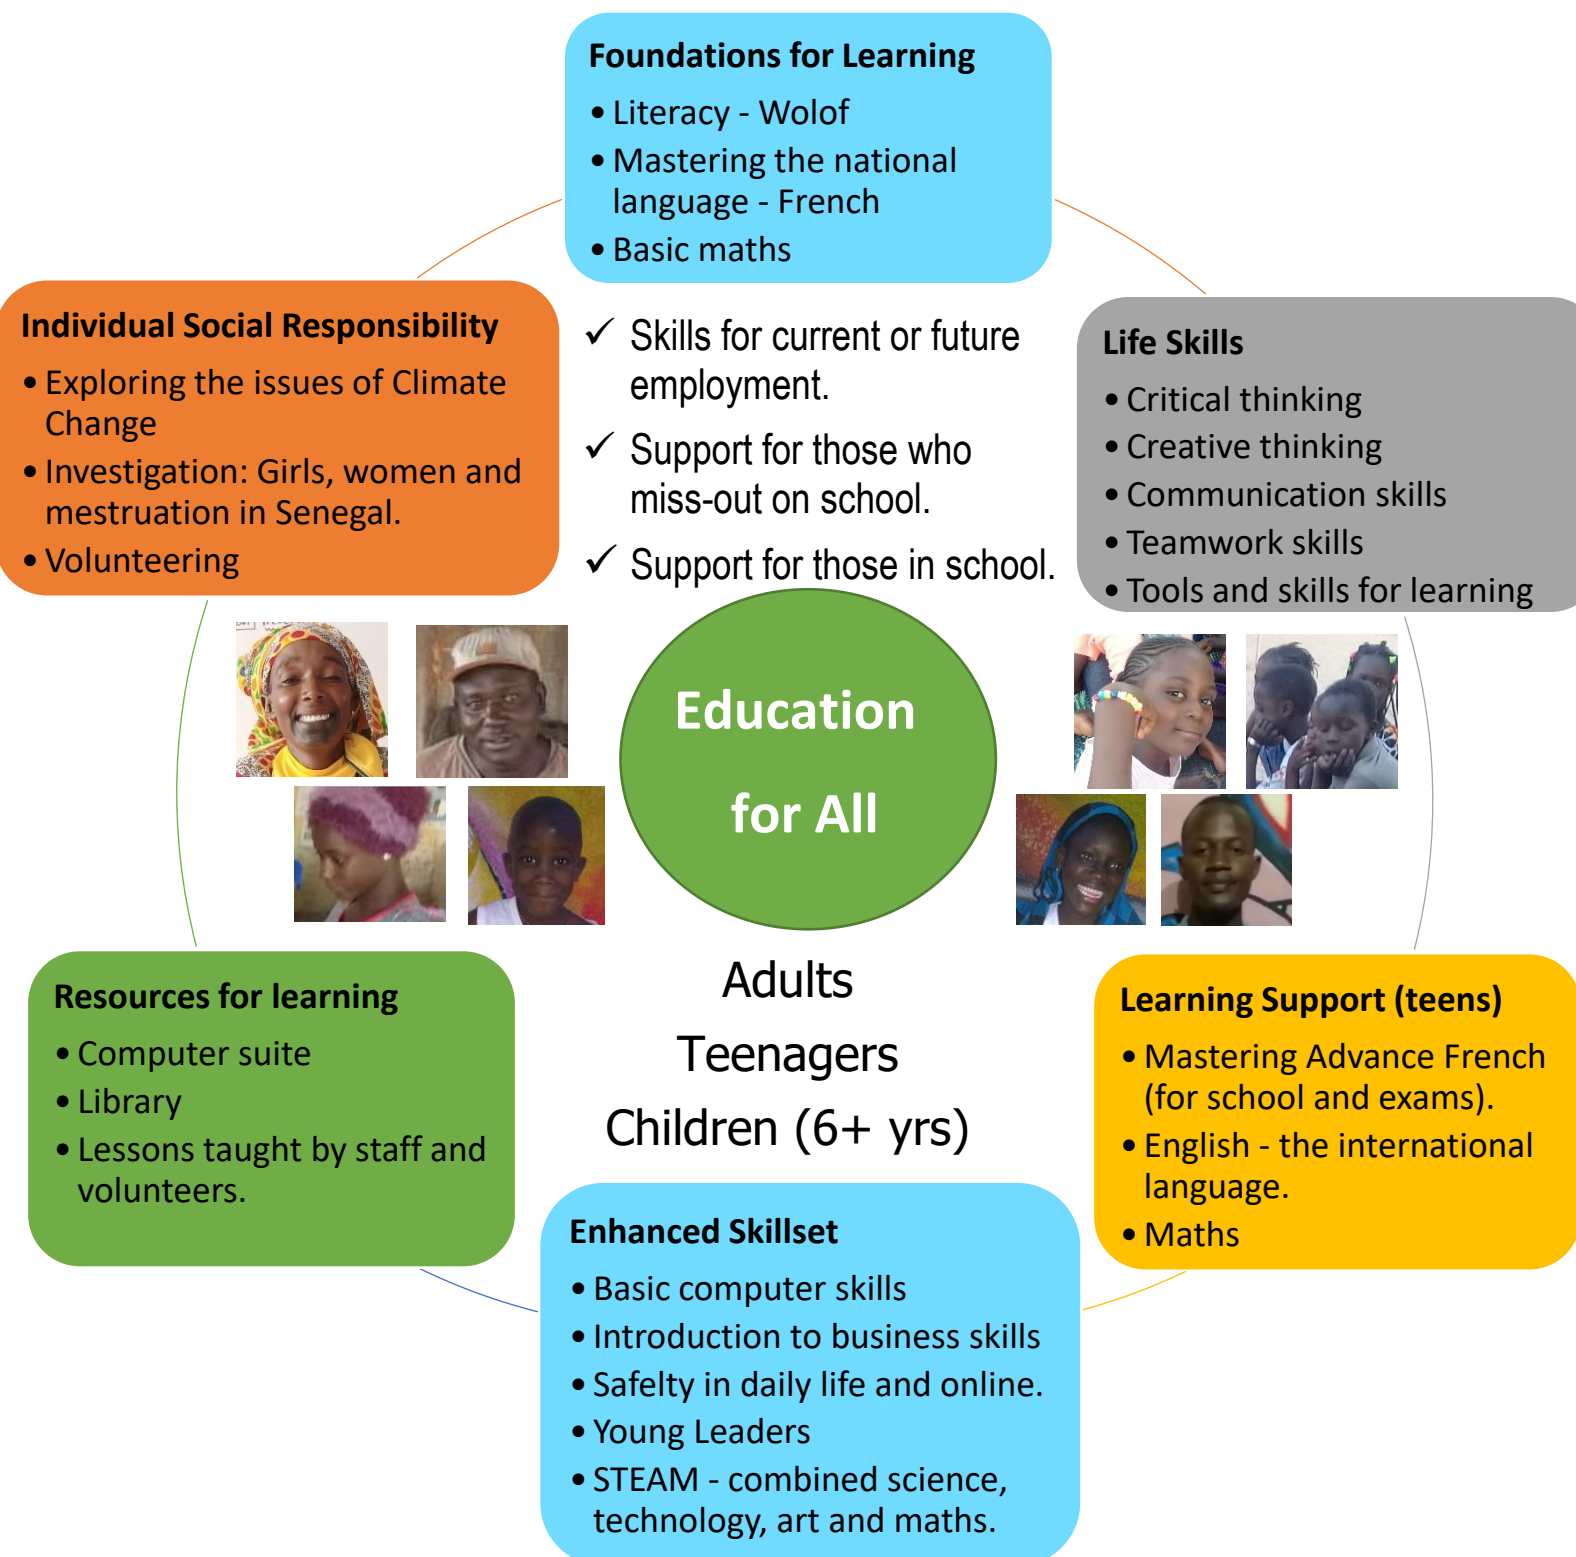 Foundations for Learning
• Literacy - Wolof
• Mastering the national
language - French
• Basic maths
Individual Social Responsibility
• Exploring the issues of Climate
Change
• Investigation: Girls, women and
mestruation in Senegal.
• Volunteering
✓ Skills for current or future
employment.
✓ Support for those who
miss-out on school.
✓ Support for those in school.
Life Skills
• Critical thinking
• Creative thinking
• Communication skills
• Teamwork skills
• Tools and skills for learning
Education
for All
Adults
Teenagers
Children (6+ yrs)
Resources for learning
• Computer suite
• Library
• Lessons taught by staff and
volunteers.
Learning Support (teens)
• Mastering Advance French
(for school and exams).
• English - the international
language.
• Maths
Enhanced Skillset
• Basic computer skills
• Introduction to business skills
• Safelty in daily life and online.
• Young Leaders
• STEAM - combined science,
technology, art and maths.